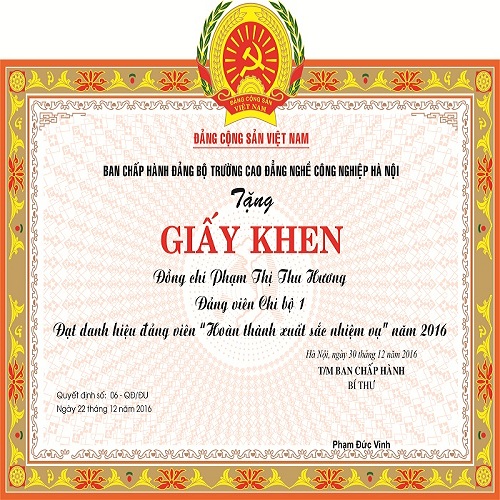 ĐẢNG CỘNG SẢN
VIỆT NAM
ĐẢNG CỘNG SẢN VIỆT NAM
BAN CHẤP HÀNH ĐẢNG BỘ TRƯỜNG CAO ĐẲNG NGHỀ CÔNG NGHIỆP HÀ NỘI
Tặng
GIẤY KHEN
Đồng chí Phạm Thị Thu Hương
Đảng viên Chi bộ 1
Đạt danh hiệu đảng viên "Hoàn thành xuất sắc nhiệm vụ" năm 2016
Hà Nội, ngày 30 tháng 12 năm 2016
T/M BAN CHẤP HÀNH
BÍ THƯ
Quyết định số: 06 - QĐ/ĐU
Ngày 22 tháng 12 năm 2016
Phạm Đức Vinh